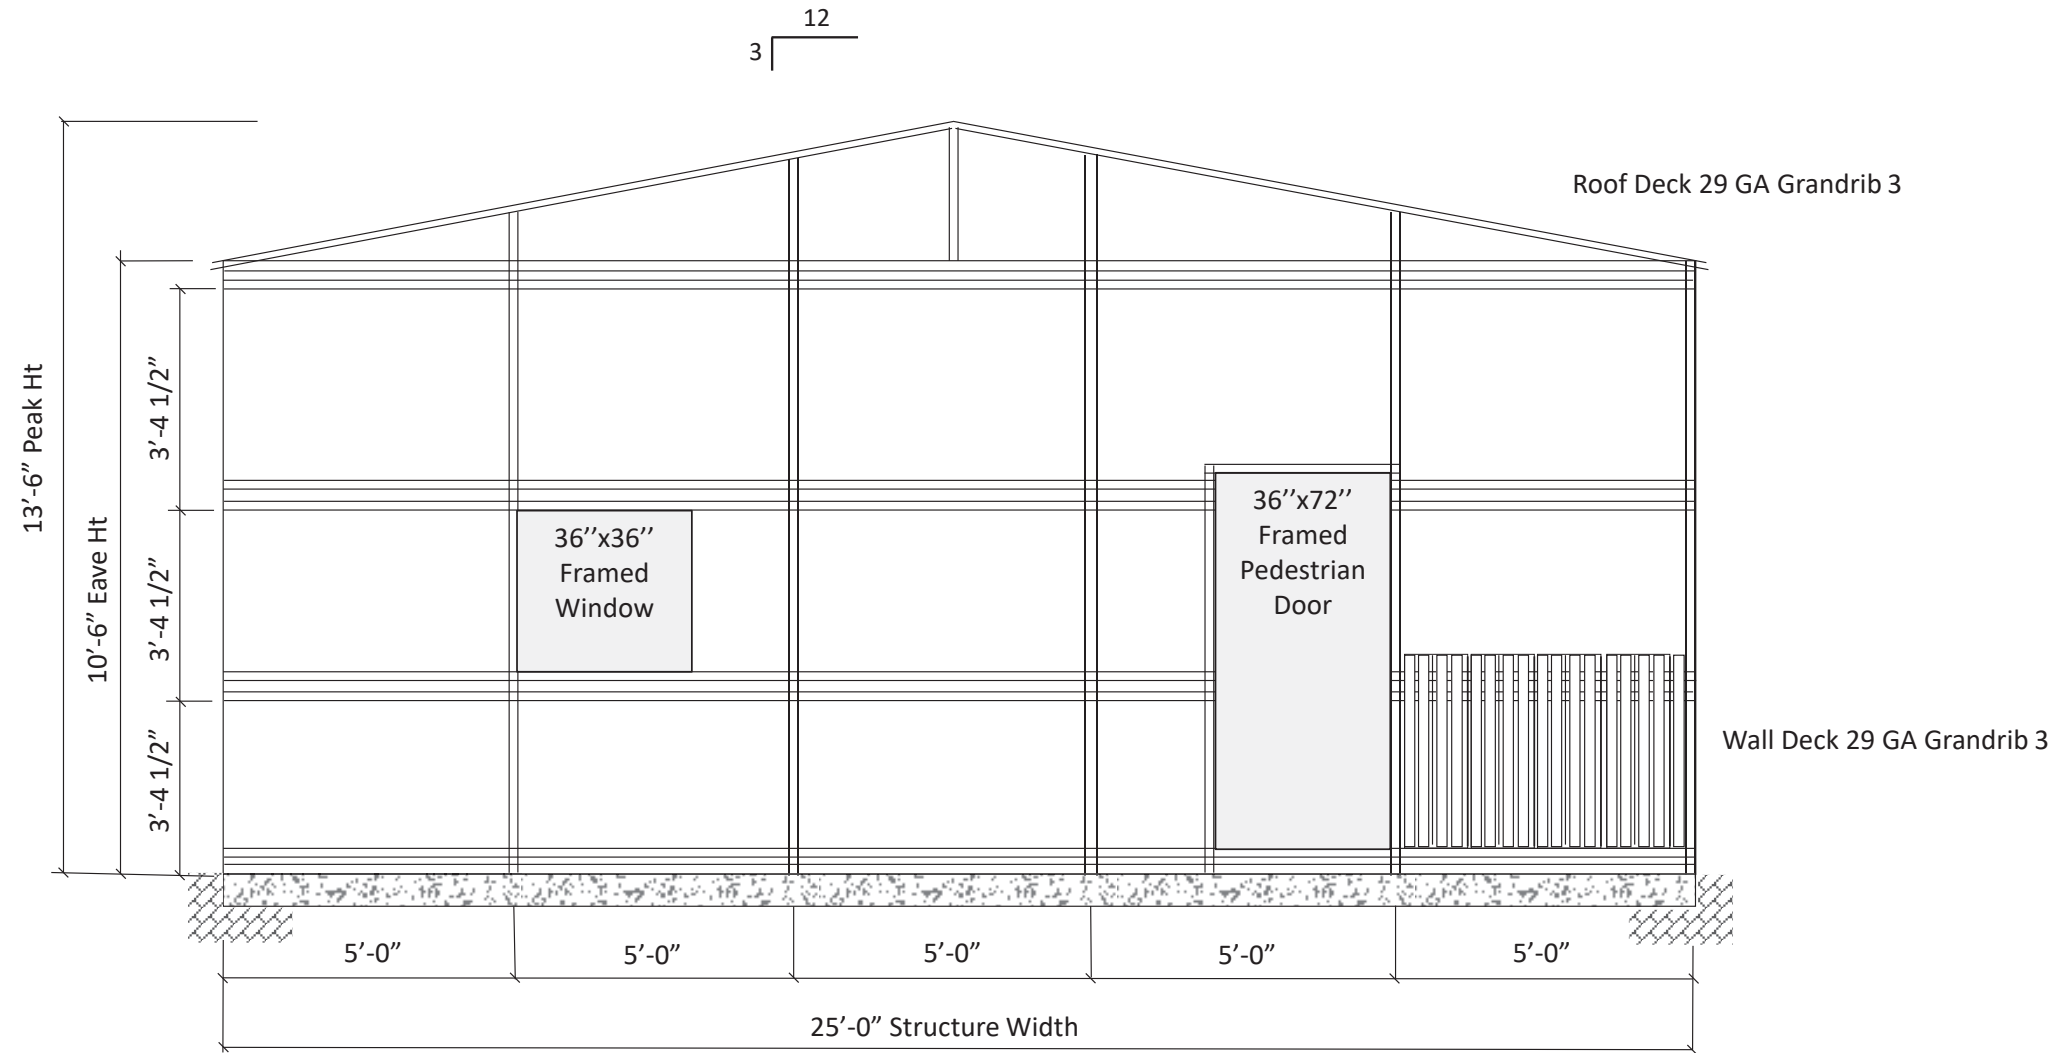 12
3
Roof Deck 29 GA Grandrib 3
13’-6” Peak Ht
10’-6” Eave Ht
3’-4 1/2”
3’-4 1/2”
3’-4 1/2”
36’’x36’’
Framed
Window
36’’x72’’
Framed
Pedestrian
Door
Wall Deck 29 GA Grandrib 3
5’-0”
5’-0”
5’-0”
5’-0”
5’-0”
25’-0” Structure Width